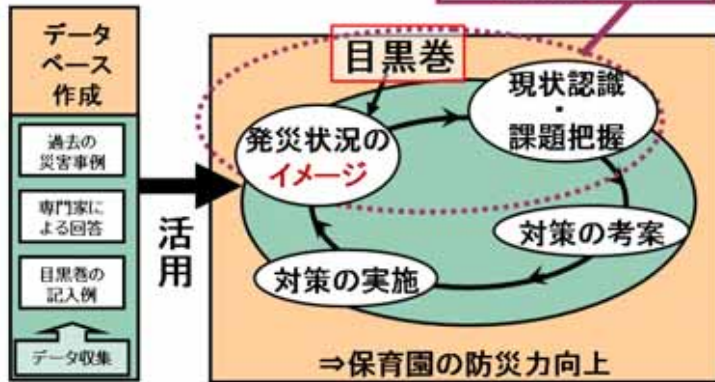 データ
ベース
作成
過去の
災害事例
専門家に
よる回答
目黒巻の
記入例
データ収集
活用
目黒巻
発災状況の
イメージ
現状認識
・
課題把握
対策の考案
対策の実施
⇒保育園の防災力向上